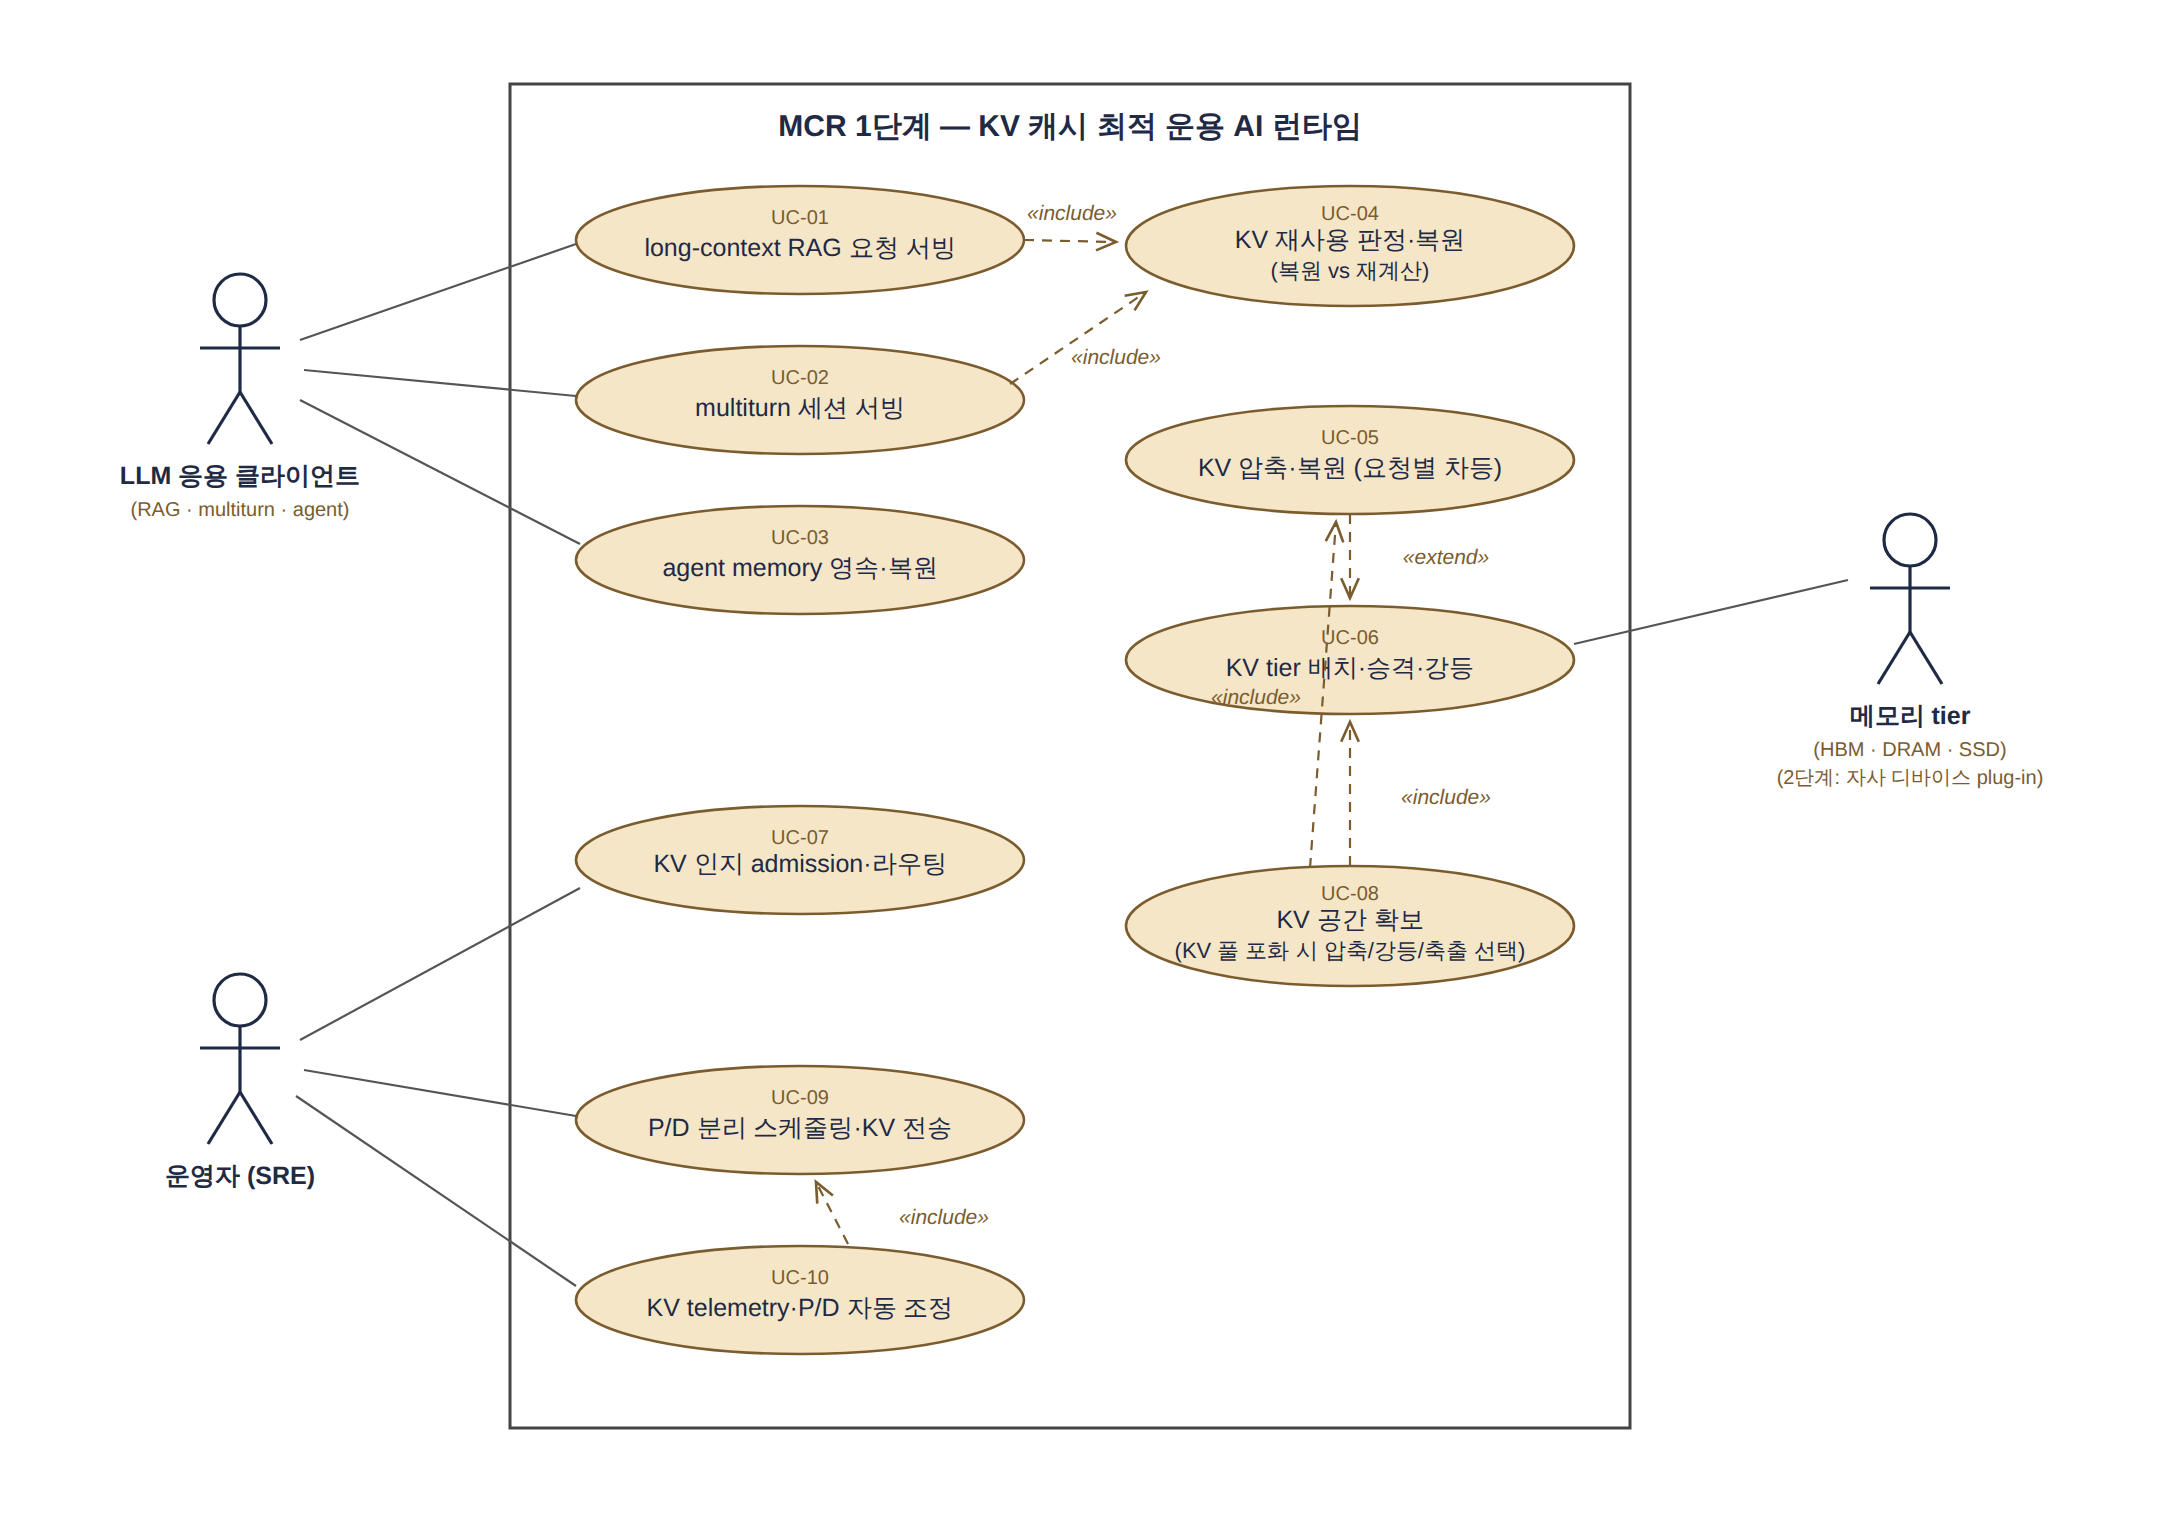 MCR 1단계 — KV 캐시 최적 운용 AI 런타임
UC-01
long-context RAG 요청 서빙
«include»
UC-04
KV 재사용 판정·복원
(복원 vs 재계산)
UC-02
multiturn 세션 서빙
«include»
LLM 응용 클라이언트
(RAG · multiturn · agent)
UC-05
KV 압축·복원 (요청별 차등)
UC-03
agent memory 영속·복원
«extend»
UC-06
KV tier 배치·승격·강등
«include»
메모리 tier
(HBM · DRAM · SSD)
(2단계: 자사 디바이스 plug-in)
«include»
UC-07
KV 인지 admission·라우팅
UC-08
KV 공간 확보
(KV 풀 포화 시 압축/강등/축출 선택)
운영자 (SRE)
UC-09
P/D 분리 스케줄링·KV 전송
«include»
UC-10
KV telemetry·P/D 자동 조정